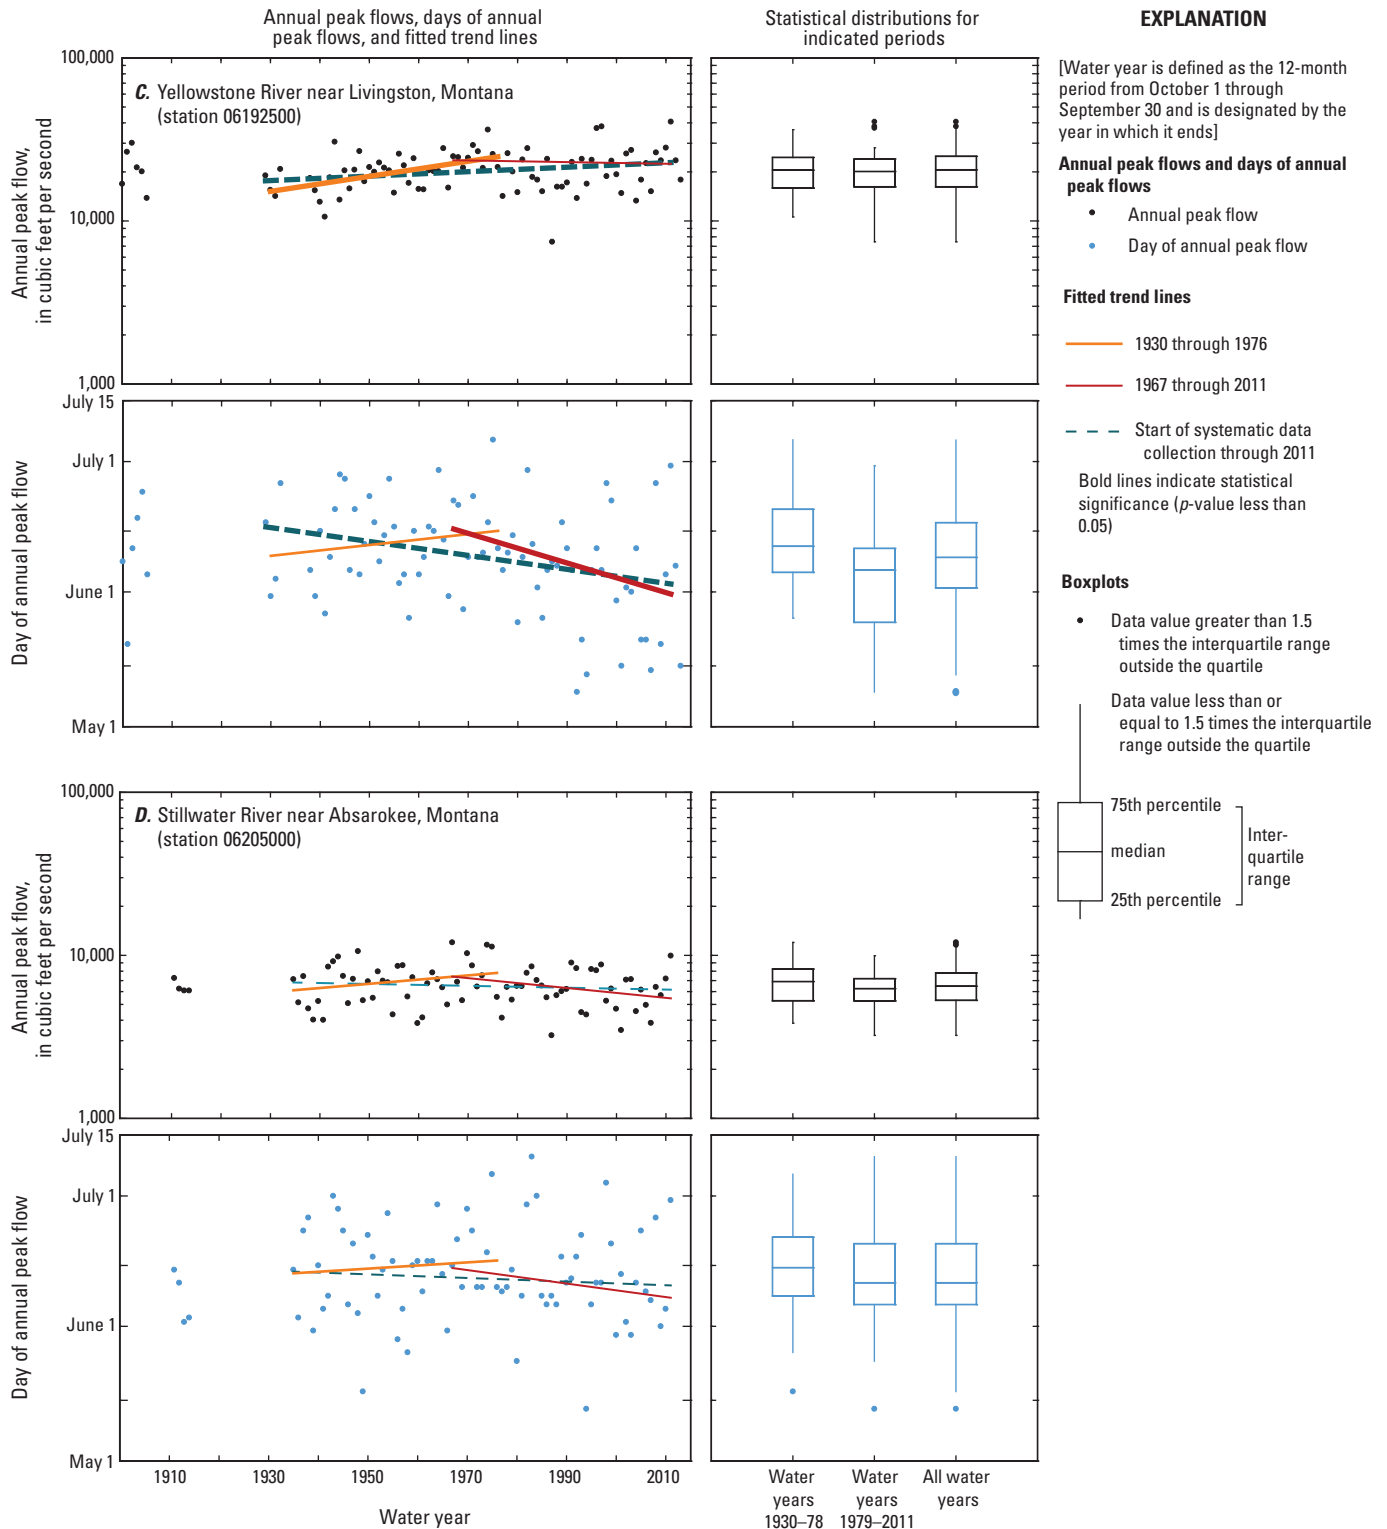 Annual peak flows, days of annual
peak flows, and fitted trend lines
Statistical distributions for
indicated periods
EXPLANATION
[Water year is defined as the 12-month
period from October 1 through
September 30 and is designated by the
year in which it ends]
Annual peak flows and days of annual
peak flows
Annual peak flow
Day of annual peak flow
Fitted trend lines
1930 through 1976
1967 through 2011
Start of systematic data
collection through 2011
Bold lines indicate statistical
significance (p-value less than
0.05)
Boxplots
Data value greater than 1.5
times the interquartile range
outside the quartile
Data value less than or
equal to 1.5 times the interquartile
range outside the quartile
75th percentile
median
25th percentile
Inter-
quartile
range
C. Yellowstone River near Livingston, Montana
(station 06192500)
Annual peak flow,
in cubic feet per second
100,000
10,000
1,000
Day of annual peak flow
July 15
July 1
June 1
May 1
D. Stillwater River near Absarokee, Montana
(station 06205000)
Annual peak flow,
in cubic feet per second
100,000
10,000
1,000
Day of annual peak flow
July 15
July 1
June 1
May 1
1910 1930 1950 1970 1990 2010
Water year
Water
years
1930–78
Water
years
1979–2011
All water
years